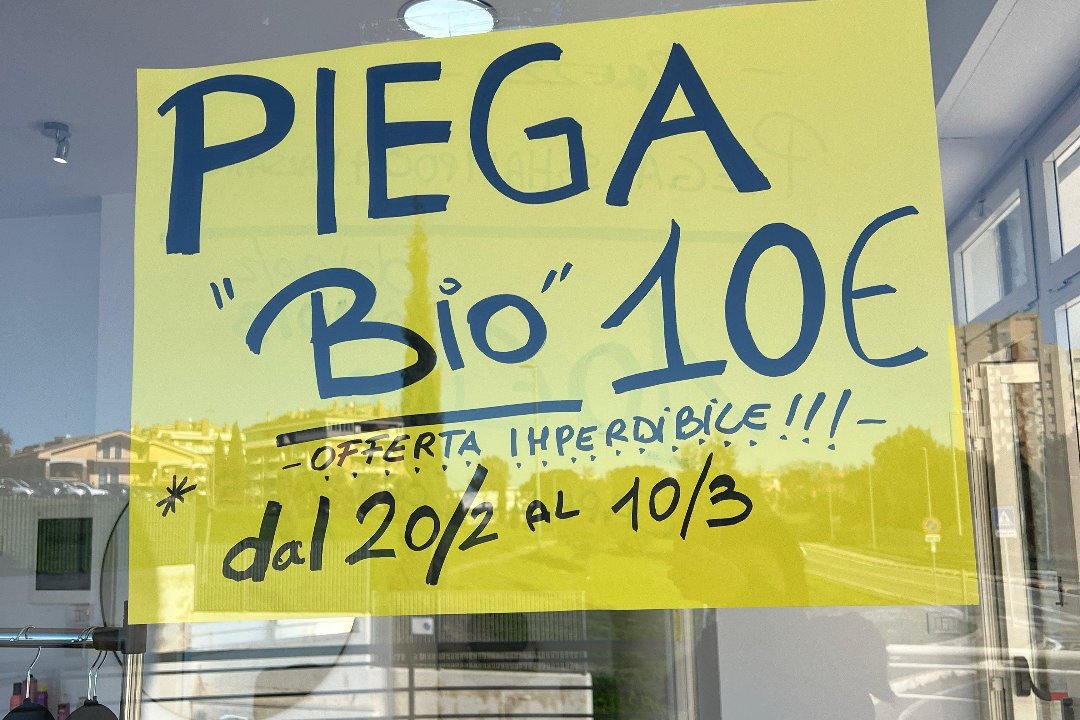 PIEGA
"Bio" 10€
- OFFERTA IMPERDIBILE!!! -
* dal 20/2 AL 10/3